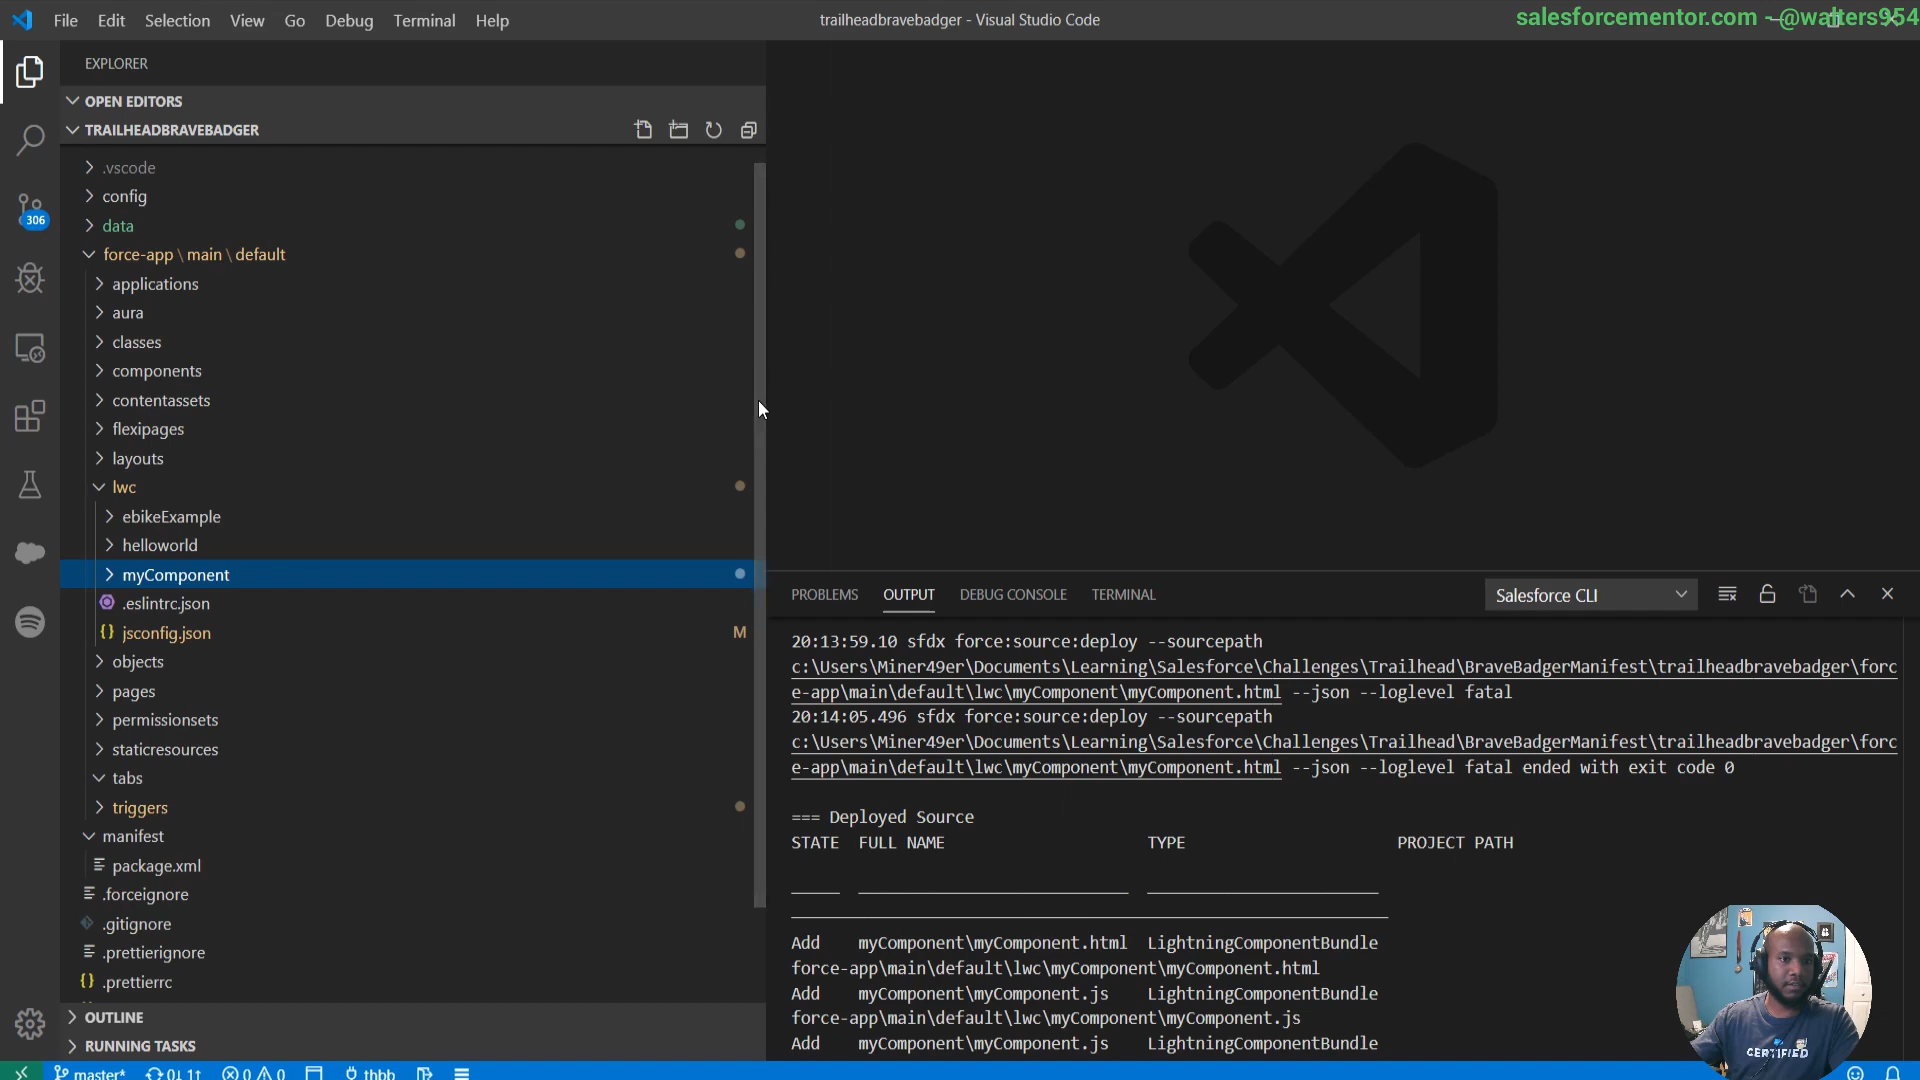 File Edit Selection View Go Debug Terminal Help
trailheadbravebadger - Visual Studio Code
salesforcementor.com - @walters954
EXPLORER
OPEN EDITORS
TRAILHEADBRAVEBADGER
.vscode
config
data
force-app \ main \ default
applications
aura
classes
components
contentassets
flexipages
layouts
lwc
ebikeExample
helloworld
myComponent
.eslintrc.json
{} jsconfig.json M
objects
pages
permissionsets
staticresources
tabs
triggers
manifest
package.xml
.forceignore
.gitignore
.prettierignore
{} .prettierrc
OUTLINE
RUNNING TASKS
306
PROBLEMS OUTPUT DEBUG CONSOLE TERMINAL
Salesforce CLI
20:13:59.10 sfdx force:source:deploy --sourcepath
c:\Users\Miner49er\Documents\Learning\Salesforce\Challenges\Trailhead\BraveBadgerManifest\trailheadbravebadger\forc
e-app\main\default\lwc\myComponent\myComponent.html --json --loglevel fatal
20:14:05.496 sfdx force:source:deploy --sourcepath
c:\Users\Miner49er\Documents\Learning\Salesforce\Challenges\Trailhead\BraveBadgerManifest\trailheadbravebadger\forc
e-app\main\default\lwc\myComponent\myComponent.html --json --loglevel fatal ended with exit code 0
=== Deployed Source
STATE FULL NAME TYPE PROJECT PATH
Add myComponent\myComponent.html LightningComponentBundle
force-app\main\default\lwc\myComponent\myComponent.html
Add myComponent\myComponent.js LightningComponentBundle
force-app\main\default\lwc\myComponent\myComponent.js
Add myComponent\myComponent.js LightningComponentBundle
CERTIFIED
master* 0↓ 1↑ 0 0 thbb